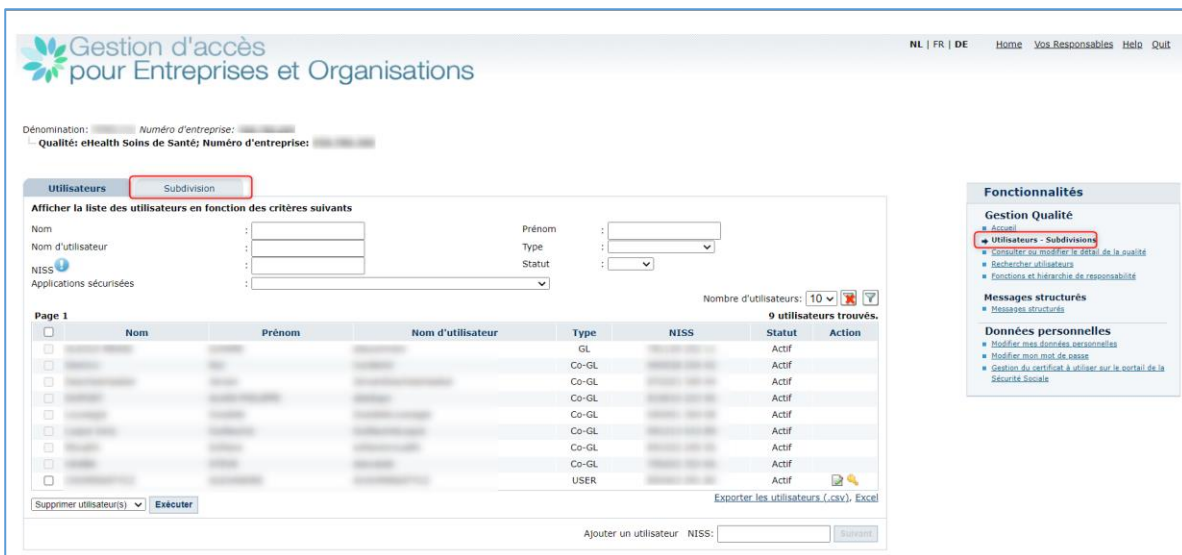 Gestion d'accès
pour Entreprises et Organisations
NL | FR | DE Home Vos Responsables Help Quit
Dénomination: Numéro d'entreprise:
Qualité: eHealth Soins de Santé; Numéro d'entreprise:
Utilisateurs Subdivision
Afficher la liste des utilisateurs en fonction des critères suivants
Nom : Prénom :
Nom d'utilisateur : Type :
NISS : Statut :
Applications sécurisées :
Nombre d'utilisateurs: 10
Page 1 9 utilisateurs trouvés.
Nom Prénom Nom d'utilisateur Type NISS Statut Action
GL Actif
Co-GL Actif
Co-GL Actif
Co-GL Actif
Co-GL Actif
Co-GL Actif
Co-GL Actif
Co-GL Actif
USER Actif
Supprimer utilisateur(s) Exécuter
Exporter les utilisateurs (.csv), Excel
Ajouter un utilisateur NISS: Suivant
Fonctionnalités
Gestion Qualité
Accueil
Utilisateurs - Subdivisions
Consulter ou modifier le détail de la qualité
Rechercher utilisateurs
Fonctions et hiérarchie de responsabilité
Messages structurés
Messages structurés
Données personnelles
Modifier mes données personnelles
Modifier mon mot de passe
Gestion du certificat à utiliser sur le portail de la
Sécurité Sociale